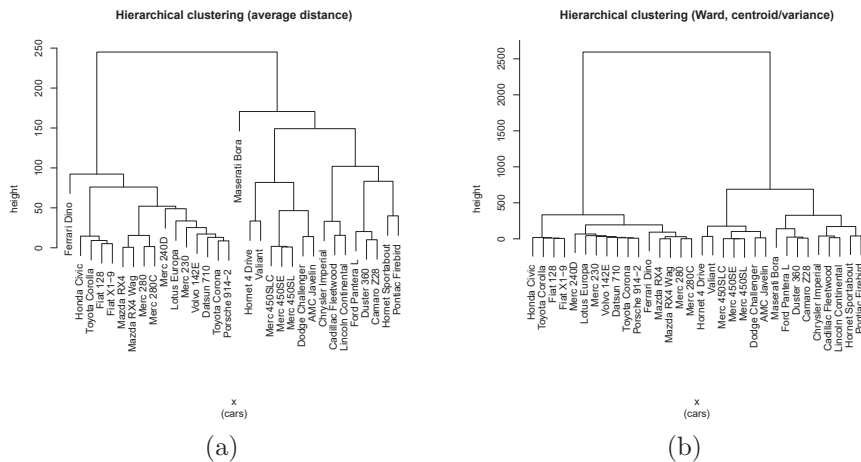 Hierarchical clustering (average distance)
height
0
50
100
150
200
250
Ferrari Dino
Honda Civic
Toyota Corolla
Fiat 128
Fiat X1-9
Mazda RX4
Mazda RX4 Wag
Merc 280
Merc 280C
Merc 240D
Lotus Europa
Merc 230
Volvo 142E
Datsun 710
Toyota Corona
Porsche 914-2
Maserati Bora
Hornet 4 Drive
Valiant
Merc 450SLC
Merc 450SE
Merc 450SL
Dodge Challenger
AMC Javelin
Chrysler Imperial
Cadillac Fleetwood
Lincoln Continental
Ford Pantera L
Duster 360
Camaro Z28
Hornet Sportabout
Pontiac Firebird
x
(cars)
(a)
Hierarchical clustering (Ward, centroid/variance)
height
0
500
1000
1500
2000
2500
Honda Civic
Toyota Corolla
Fiat 128
Fiat X1-9
Merc 240D
Lotus Europa
Merc 230
Volvo 142E
Datsun 710
Toyota Corona
Porsche 914-2
Ferrari Dino
Mazda RX4
Mazda RX4 Wag
Merc 280
Merc 280C
Hornet 4 Drive
Valiant
Merc 450SLC
Merc 450SE
Merc 450SL
Dodge Challenger
AMC Javelin
Maserati Bora
Ford Pantera L
Duster 360
Camaro Z28
Chrysler Imperial
Cadillac Fleetwood
Lincoln Continental
Hornet Sportabout
Pontiac Firebird
x
(cars)
(b)